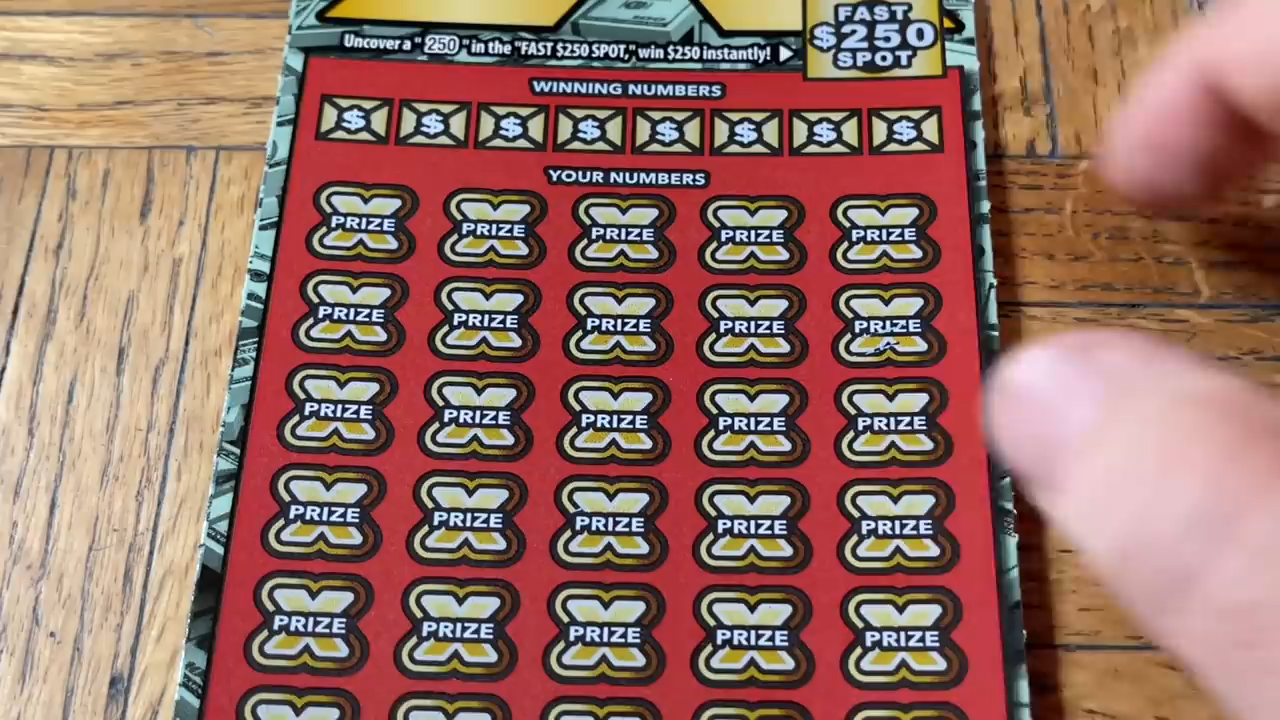 FAST
$250
SPOT
Uncover a "250" in the "FAST $250 SPOT," win $250 instantly!
WINNING NUMBERS
$ $ $ $ $ $ $ $
YOUR NUMBERS
PRIZE PRIZE PRIZE PRIZE PRIZE
PRIZE PRIZE PRIZE PRIZE PRIZE
PRIZE PRIZE PRIZE PRIZE PRIZE
PRIZE PRIZE PRIZE PRIZE PRIZE
PRIZE PRIZE PRIZE PRIZE PRIZE